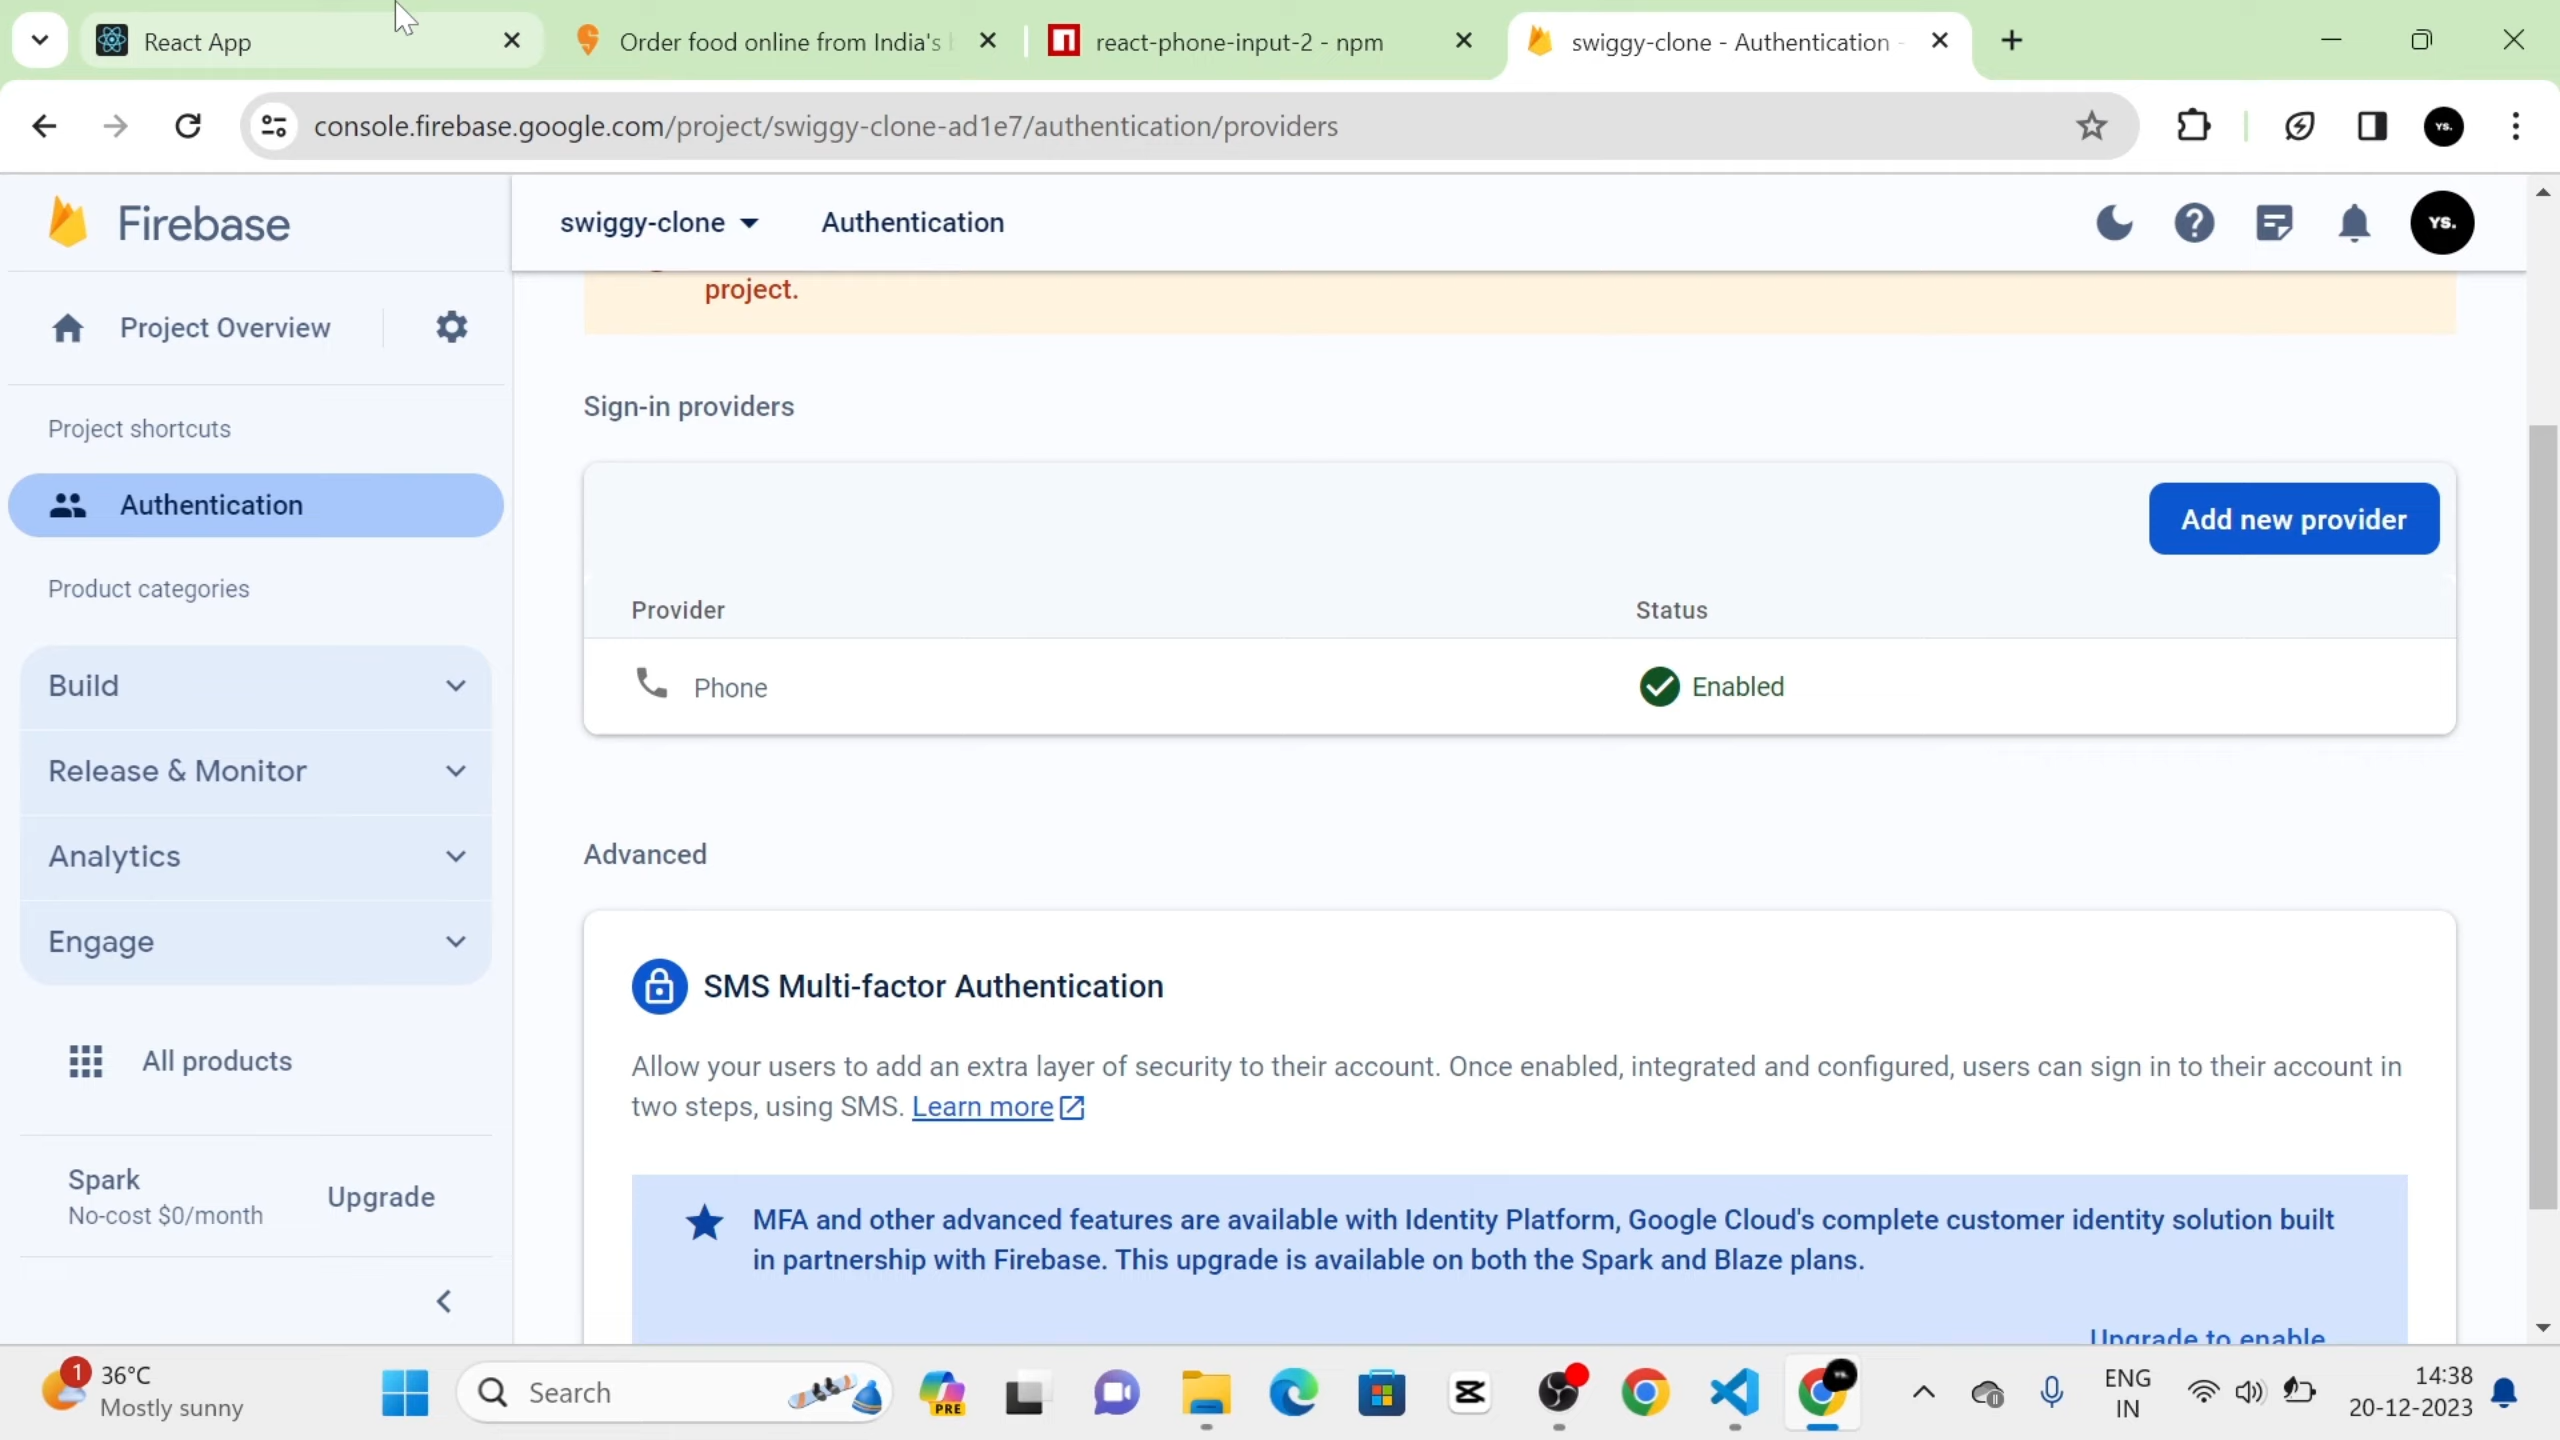 React App
Order food online from India's
react-phone-input-2 - npm
swiggy-clone - Authentication -
console.firebase.google.com/project/swiggy-clone-ad1e7/authentication/providers
YS.
Firebase
swiggy-clone
Authentication
YS.
project.
Project Overview
Project shortcuts
Authentication
Product categories
Build
Release & Monitor
Analytics
Engage
All products
Spark
No-cost $0/month
Upgrade
Sign-in providers
Add new provider
Provider
Status
Phone
Enabled
Advanced
SMS Multi-factor Authentication
Allow your users to add an extra layer of security to their account. Once enabled, integrated and configured, users can sign in to their account in
two steps, using SMS. Learn more
MFA and other advanced features are available with Identity Platform, Google Cloud's complete customer identity solution built
in partnership with Firebase. This upgrade is available on both the Spark and Blaze plans.
Upgrade to enable
1
36°C
Mostly sunny
Search
PRE
ENG
IN
14:38
20-12-2023